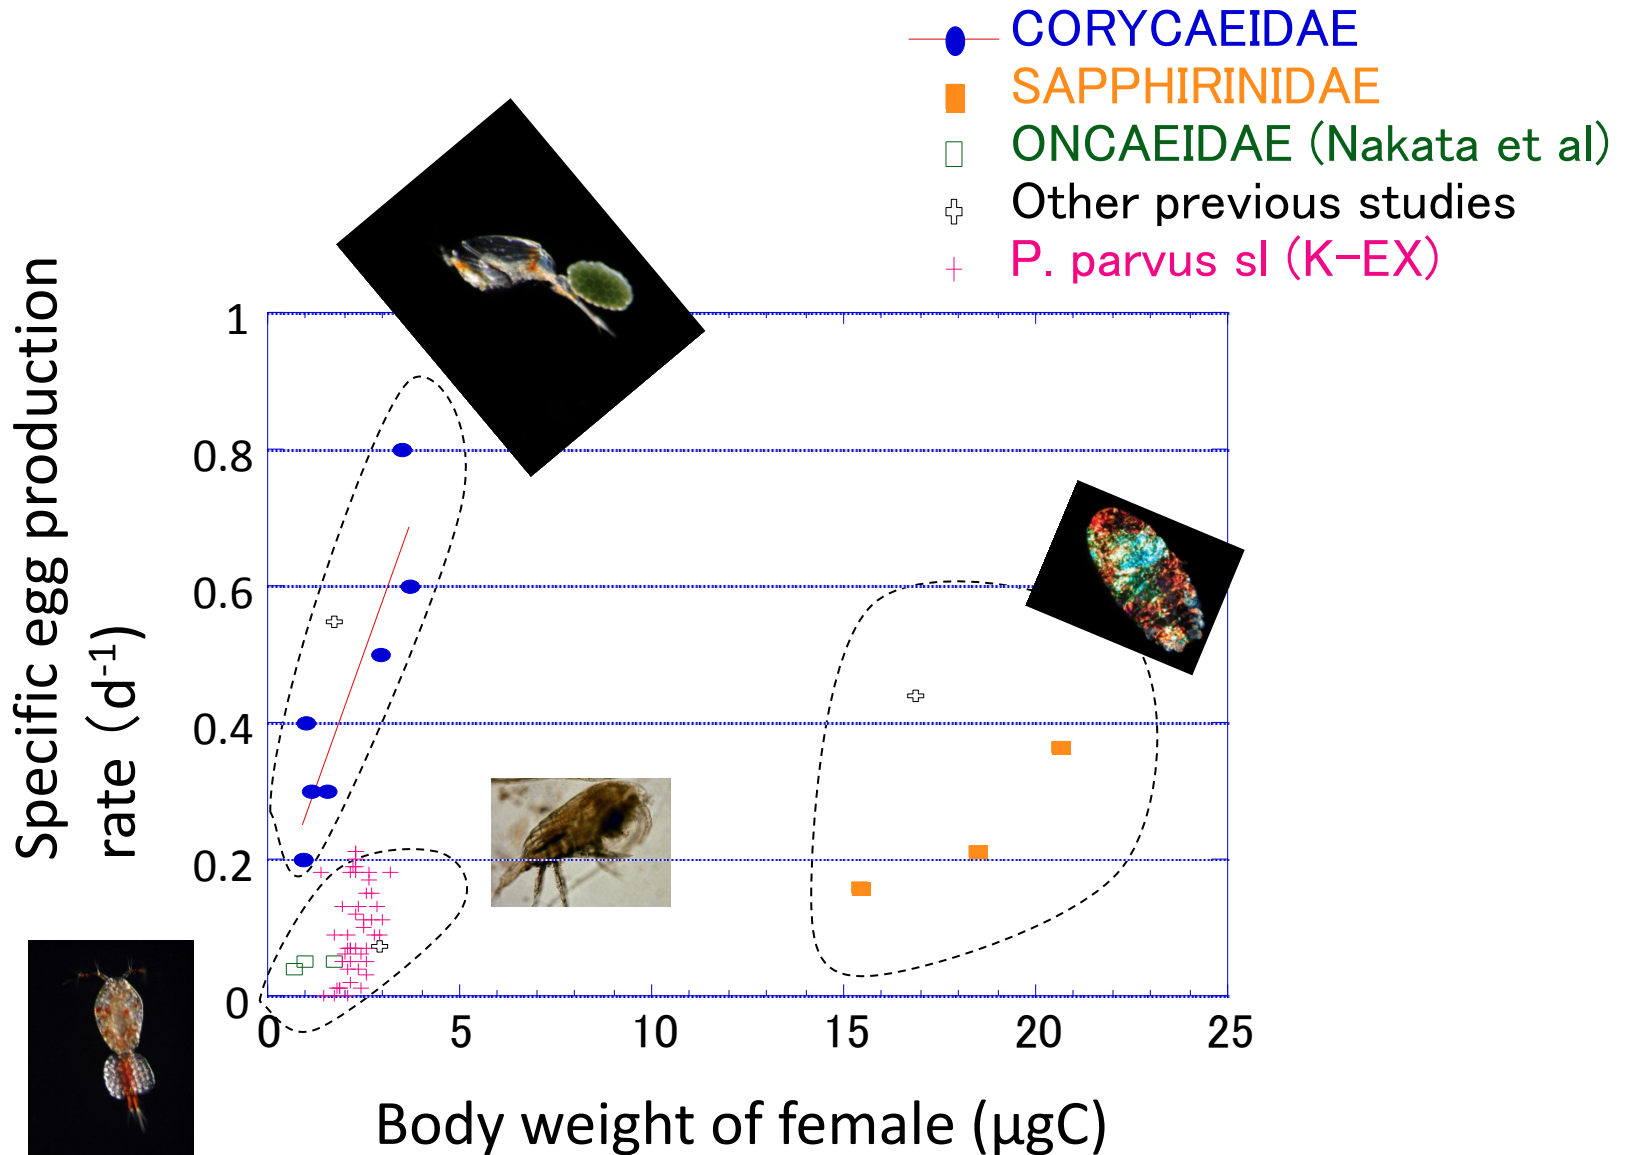 CORYCAEIDAE
SAPPHIRINIDAE
ONCAEIDAE (Nakata et al)
Other previous studies
P. parvus sl (K-EX)
Specific egg production
rate (d-1)
1
0.8
0.6
0.4
0.2
0
0 5 10 15 20 25
Body weight of female (µgC)